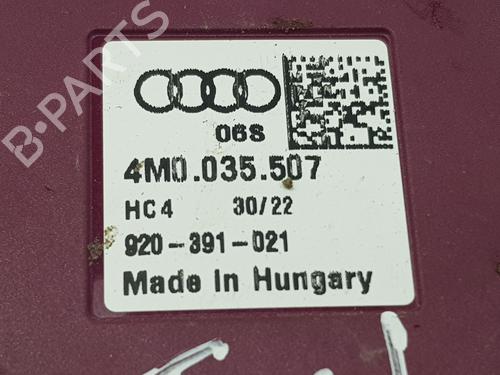 B-PARTS
06S
4M0.035.507
HC4 30/22
920-391-021
Made in Hungary